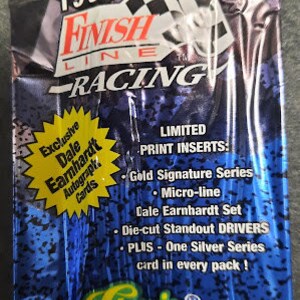 FINISH
LINE
RACING
Exclusive
Dale
Earnhardt
Autographed
Cards
LIMITED
PRINT INSERTS:
• Gold Signature Series
• Micro-line
Dale Earnhardt Set
• Die-cut Standout DRIVERS
• PLUS - One Silver Series
card in every pack !